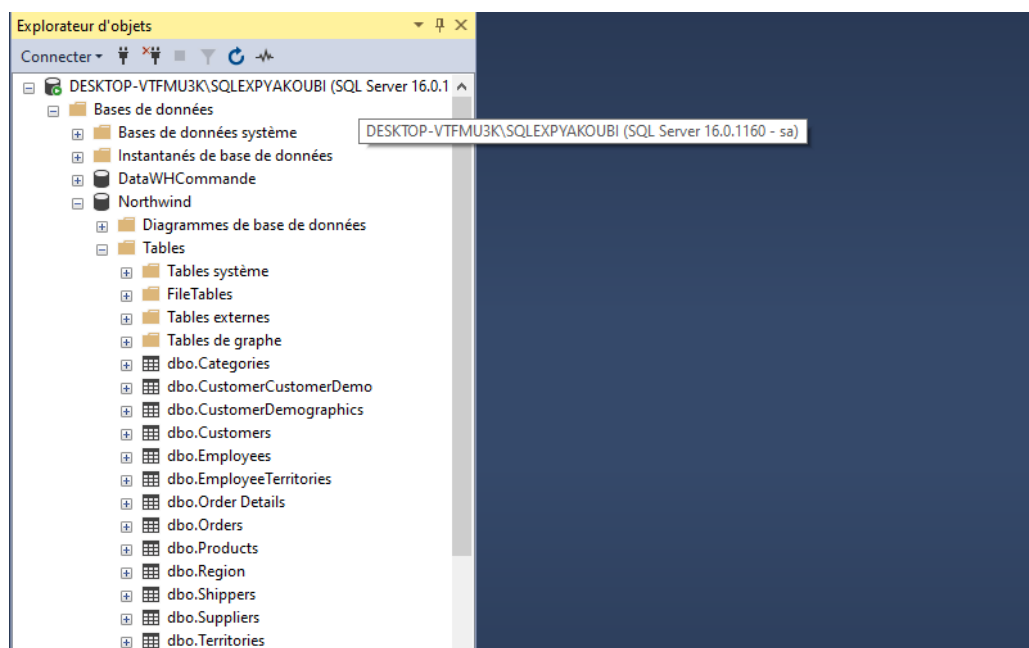 Explorateur d'objets
Connecter
DESKTOP-VTFMU3K\SQLEXPYAKOUBI (SQL Server 16.0.1
Bases de données
Bases de données système
DESKTOP-VTFMU3K\SQLEXPYAKOUBI (SQL Server 16.0.1160 - sa)
Instantanés de base de données
DataWHCommande
Northwind
Diagrammes de base de données
Tables
Tables système
FileTables
Tables externes
Tables de graphe
dbo.Categories
dbo.CustomerCustomerDemo
dbo.CustomerDemographics
dbo.Customers
dbo.Employees
dbo.EmployeeTerritories
dbo.Order Details
dbo.Orders
dbo.Products
dbo.Region
dbo.Shippers
dbo.Suppliers
dbo.Territories